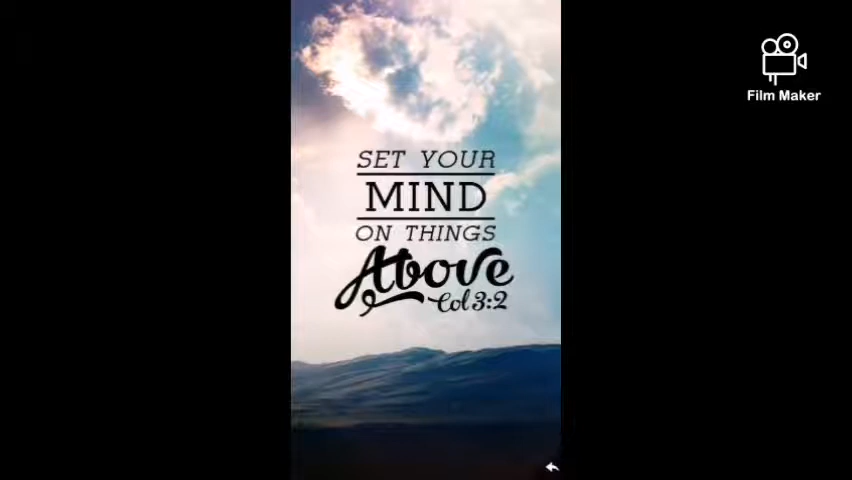 SET YOUR
MIND
ON THINGS
Above
Col 3:2
Film Maker